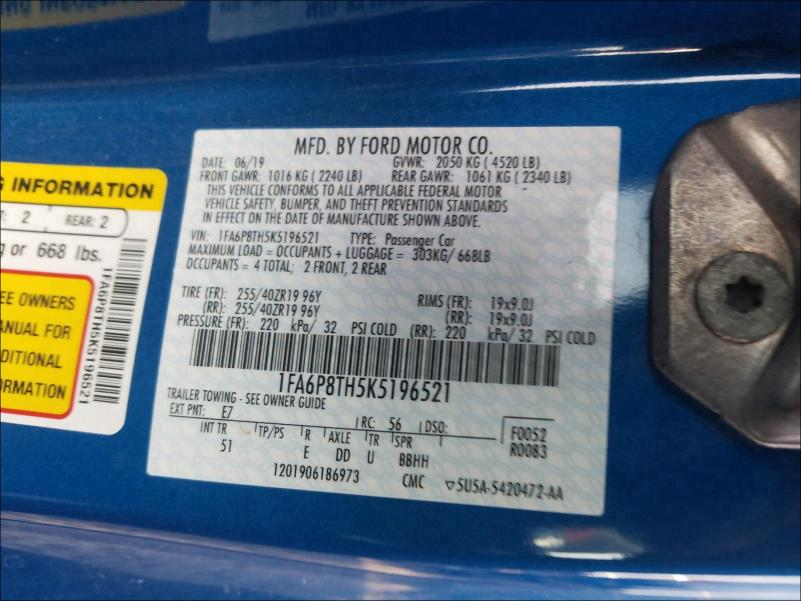 MFD. BY FORD MOTOR CO.
DATE: 06/19 GVWR: 2050 KG ( 4520 LB)
FRONT GAWR: 1016 KG ( 2240 LB) REAR GAWR: 1061 KG ( 2340 LB)
THIS VEHICLE CONFORMS TO ALL APPLICABLE FEDERAL MOTOR
VEHICLE SAFETY, BUMPER, AND THEFT PREVENTION STANDARDS
IN EFFECT ON THE DATE OF MANUFACTURE SHOWN ABOVE.
VIN: 1FA6P8TH5K5196521 TYPE: Passenger Car
MAXIMUM LOAD = OCCUPANTS + LUGGAGE = 303KG/ 668LB
OCCUPANTS = 4 TOTAL; 2 FRONT, 2 REAR
TIRE (FR): 255/40ZR19 96Y RIMS (FR): 19x9.0J
(RR): 255/40ZR19 96Y (RR): 19x9.0J
PRESSURE (FR): 220 kPa/ 32 PSI COLD (RR): 220 kPa/ 32 PSI COLD
1FA6P8TH5K5196521
TRAILER TOWING - SEE OWNER GUIDE
EXT PNT: E7 RC: 56 DSO: F0052
R0083
INT TR TP/PS R AXLE TR SPR
51 E DD U BBHH
1201906186973 CMC ▽5U5A-5420472-AA
INFORMATION
2 REAR: 2
or 668 lbs.
OWNERS
MANUAL FOR
1FA6P8TH5K5196521